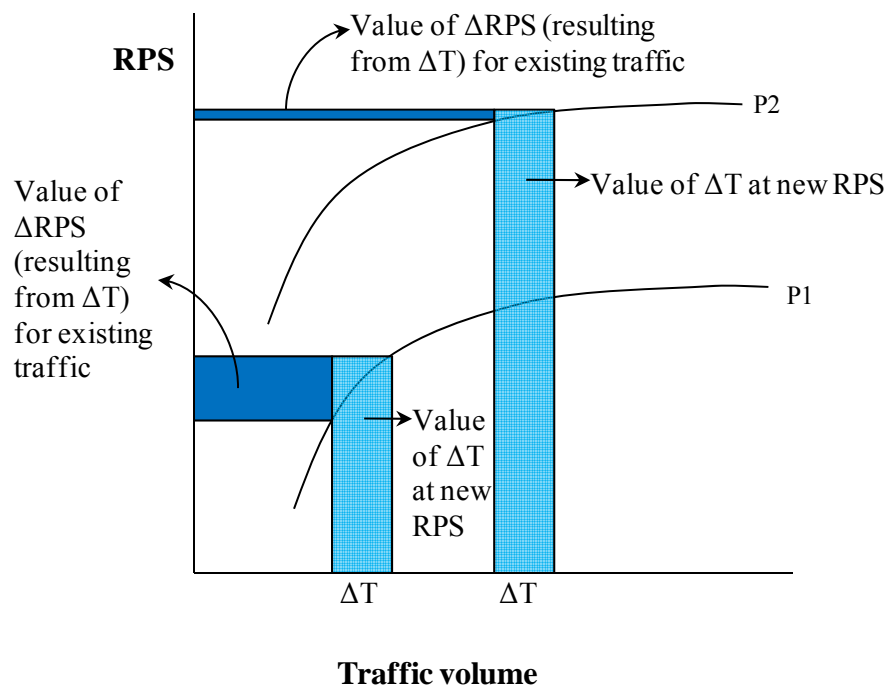 Value of ΔRPS (resulting
from ΔT) for existing traffic
RPS
P2
Value of ΔT at new RPS
Value of
ΔRPS
(resulting
from ΔT)
for existing
traffic
P1
Value
of ΔT
at new
RPS
ΔT
ΔT
Traffic volume